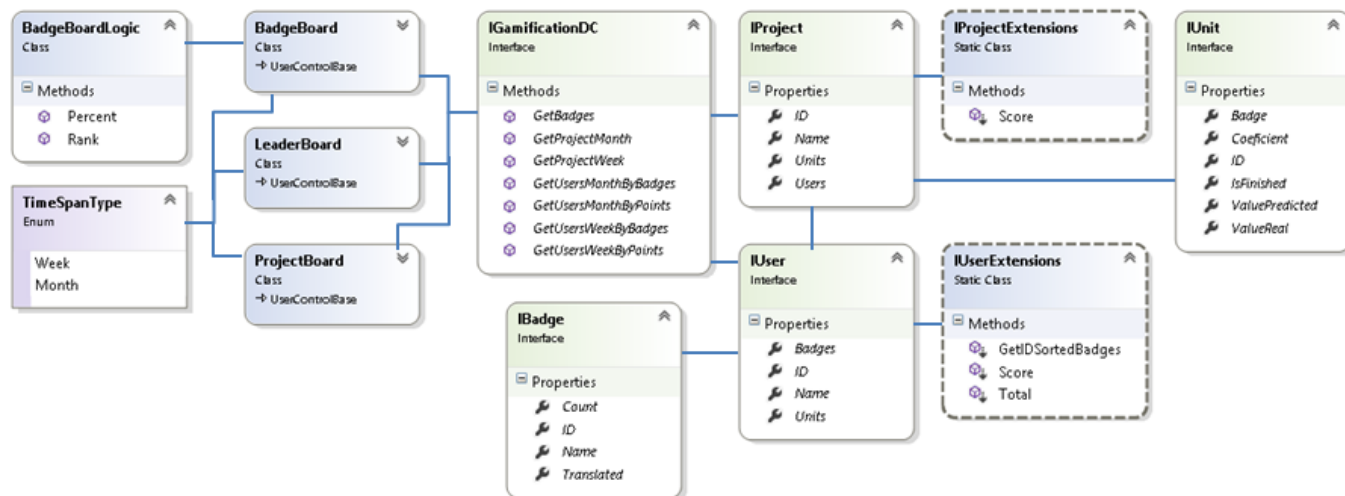 BadgeBoardLogic
Class
Methods
Percent
Rank
TimeSpanType
Enum
Week
Month
BadgeBoard
Class
UserControlBase
LeaderBoard
Class
UserControlBase
ProjectBoard
Class
UserControlBase
IGamificationDC
Interface
Methods
GetBadges
GetProjectMonth
GetProjectWeek
GetUsersMonthByBadges
GetUsersMonthByPoints
GetUsersWeekByBadges
GetUsersWeekByPoints
IBadge
Interface
Properties
Count
ID
Name
Translated
IProject
Interface
Properties
ID
Name
Units
Users
IUser
Interface
Properties
Badges
ID
Name
Units
IProjectExtensions
Static Class
Methods
Score
IUserExtensions
Static Class
Methods
GetIDSortedBadges
Score
Total
IUnit
Interface
Properties
Badge
Coeficient
ID
IsFinished
ValuePredicted
ValueReal